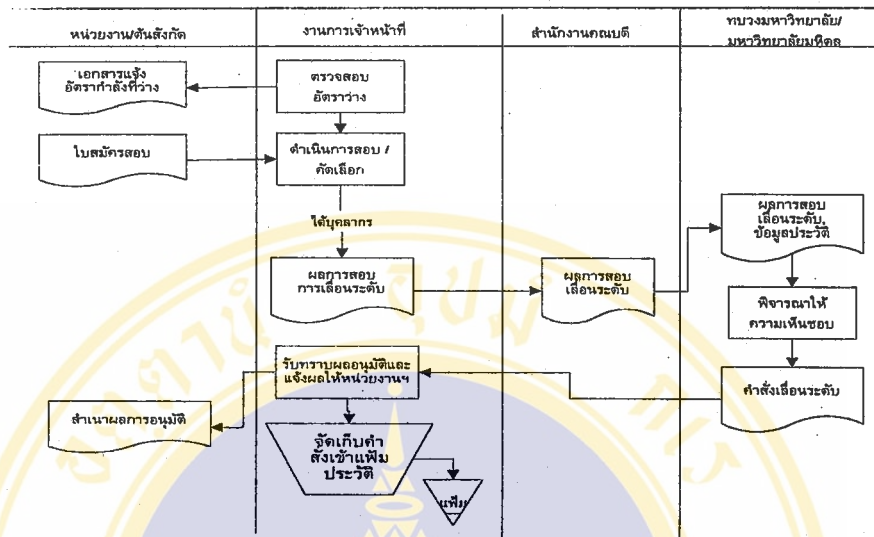 หน่วยงาน/ต้นสังกัด
งานการเจ้าหน้าที่
สำนักงานคณบดี
ทบวงมหาวิทยาลัย/
มหาวิทยาลัยมหิดล
เอกสารแจ้ง
อัตรากำลังที่ว่าง
ตรวจสอบ
อัตราว่าง
ใบสมัครสอบ
ดำเนินการสอบ /
คัดเลือก
ได้บุคลากร
ผลการสอบ
การเลื่อนระดับ
ผลการสอบ
เลื่อนระดับ
ผลการสอบ
เลื่อนระดับ,
ข้อมูลประวัติ
พิจารณาให้
ความเห็นชอบ
คำสั่งเลื่อนระดับ
รับทราบผลอนุมัติและ
แจ้งผลให้หน่วยงานฯ
สำเนาผลการอนุมัติ
จัดเก็บคำ
สั่งเข้าแฟ้ม
ประวัติ
แฟ้ม